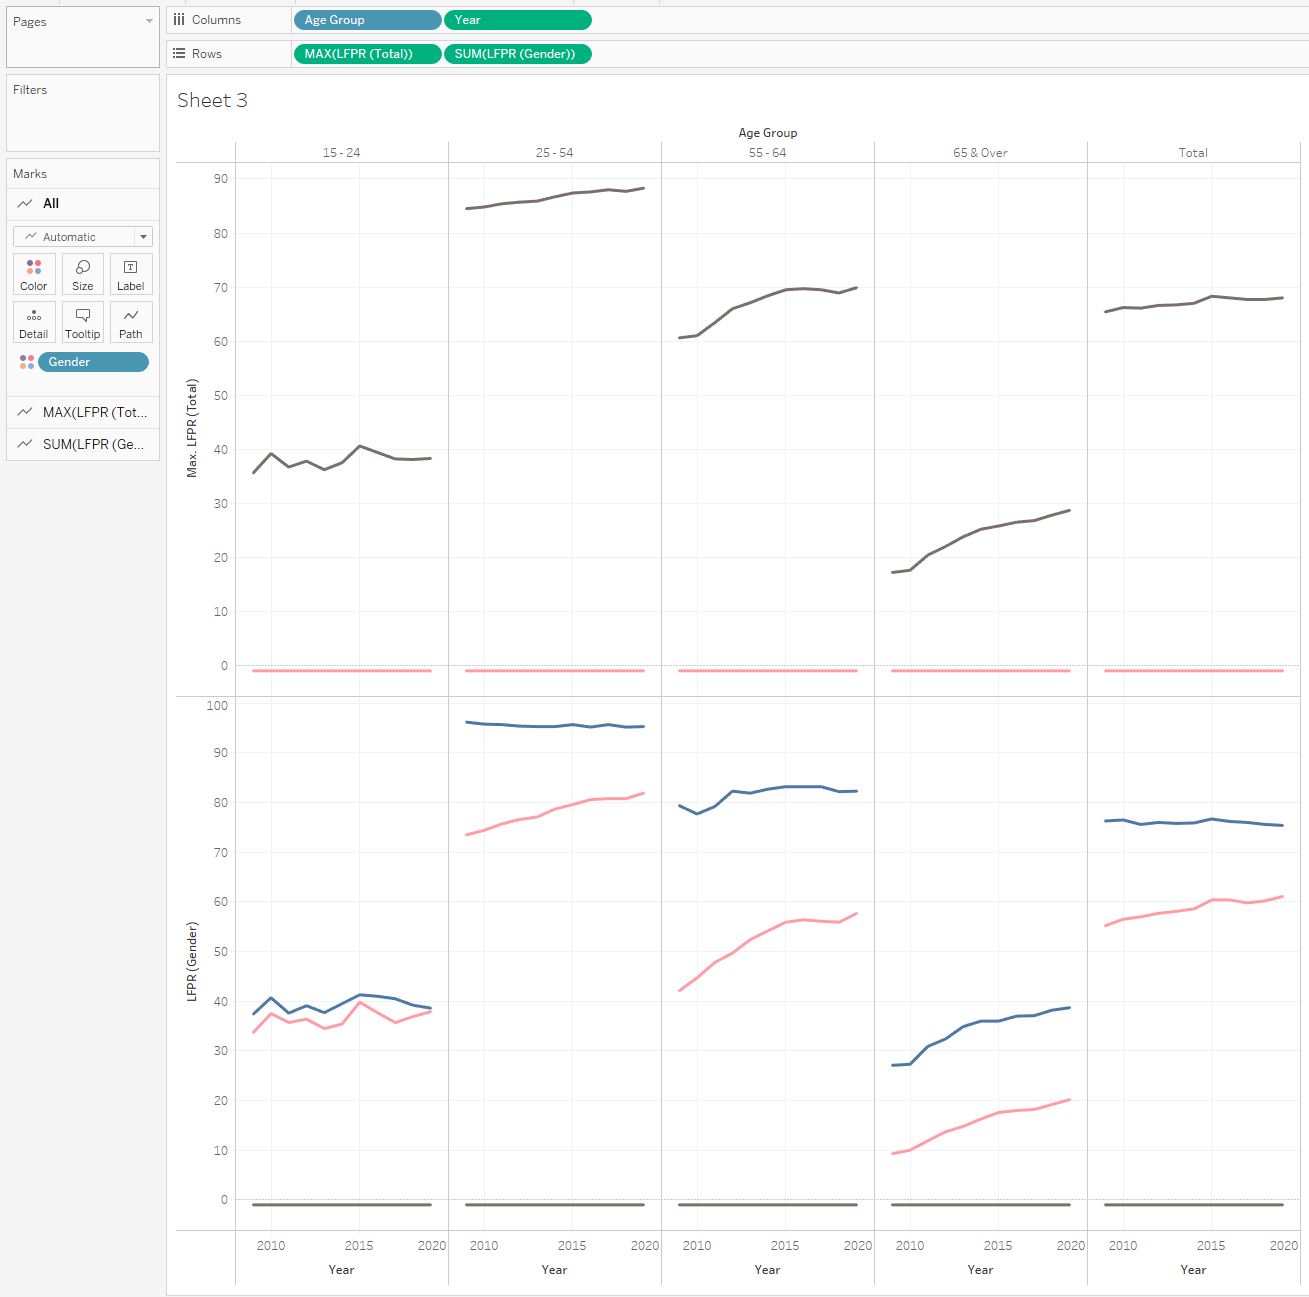 Pages
Columns
Age Group
Year
Rows
MAX(LFPR (Total))
SUM(LFPR (Gender))
Filters
Marks
All
Automatic
Color
Size
Label
Detail
Tooltip
Path
Gender
MAX(LFPR (Tot...
SUM(LFPR (Ge...
Sheet 3
Age Group
15 - 24
25 - 54
55 - 64
65 & Over
Total
Max. LFPR (Total)
90
80
70
60
50
40
30
20
10
0
LFPR (Gender)
100
90
80
70
60
50
40
30
20
10
0
2010 2015 2020 2010 2015 2020 2010 2015 2020 2010 2015 2020 2010 2015 2020
Year Year Year Year Year